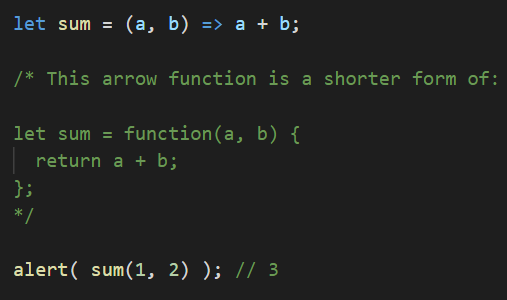 let sum = (a, b) => a + b;
/* This arrow function is a shorter form of:
let sum = function(a, b) {
  return a + b;
};
*/
alert( sum(1, 2) ); // 3